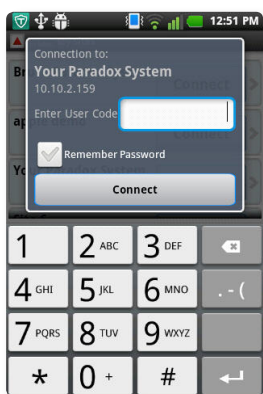 12:51 PM
Connection to:
Your Paradox System
10.10.2.159
Enter User Code
Remember Password
Connect
1 2 ABC 3 DEF
4 GHI 5 JKL 6 MNO . - (
7 PQRS 8 TUV 9 WXYZ
* 0 + #